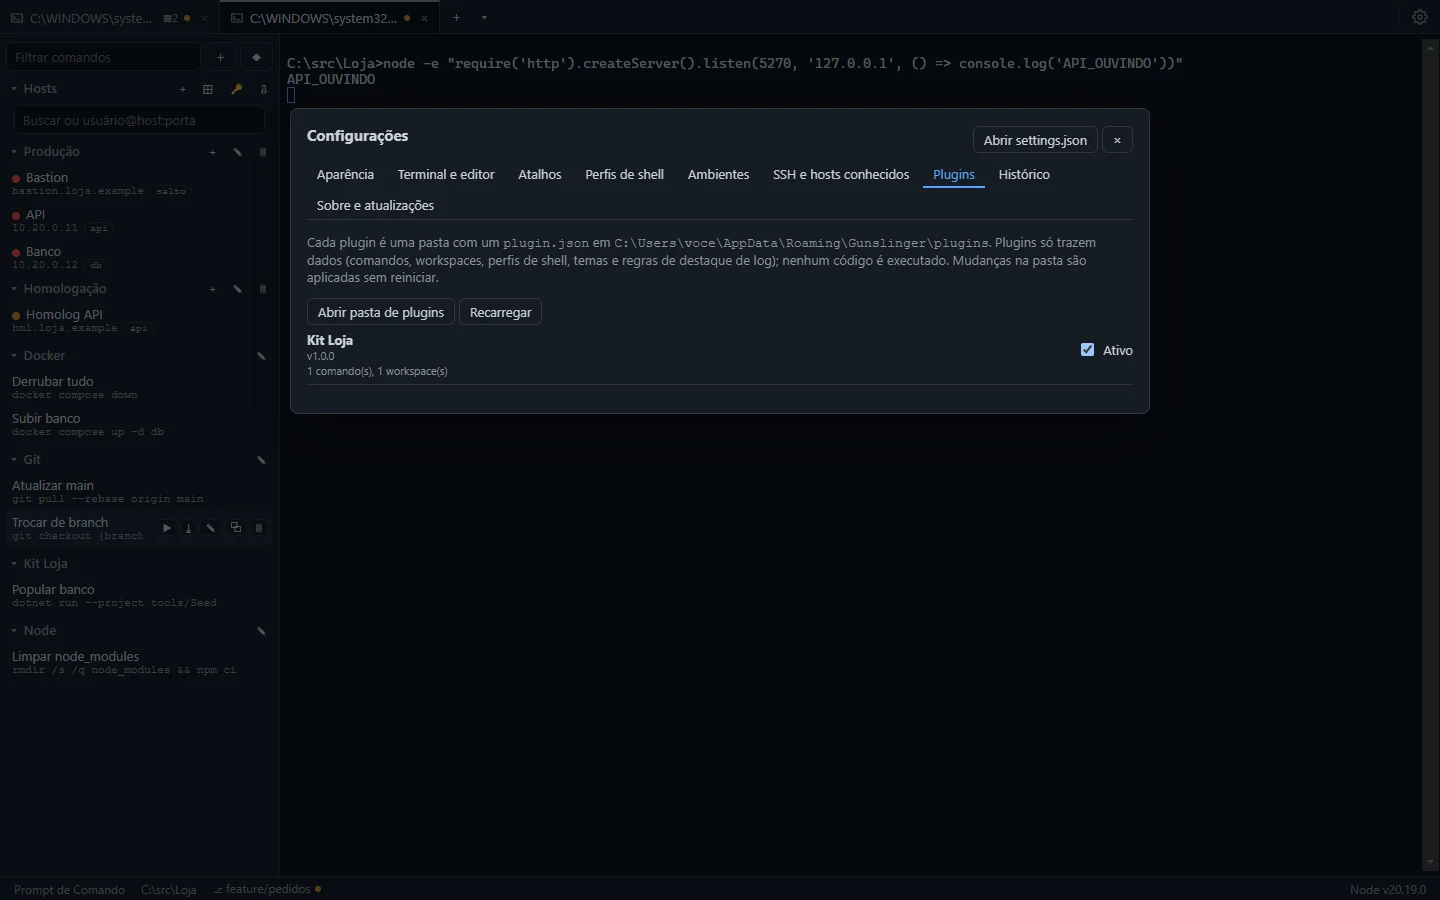 C:\WINDOWS\syste... 2
C:\WINDOWS\system32...
Filtrar comandos
Hosts
Buscar ou usuário@host:porta
Produção
Bastion
bastion.loja.example salto
API
10.20.0.11 api
Banco
10.20.0.12 db
Homologação
Homolog API
hml.loja.example api
Docker
Derrubar tudo
docker compose down
Subir banco
docker compose up -d db
Git
Atualizar main
git pull --rebase origin main
Trocar de branch
git checkout {branch}
Kit Loja
Popular banco
dotnet run --project tools/Seed
Node
Limpar node_modules
rmdir /s /q node_modules && npm ci
C:\src\Loja>node -e "require('http').createServer().listen(5270, '127.0.0.1', () => console.log('API_OUVINDO'))"
API_OUVINDO
Configurações
Abrir settings.json
Aparência Terminal e editor Atalhos Perfis de shell Ambientes SSH e hosts conhecidos Plugins Histórico
Sobre e atualizações
Cada plugin é uma pasta com um plugin.json em C:\Users\voce\AppData\Roaming\Gunslinger\plugins. Plugins só trazem
dados (comandos, workspaces, perfis de shell, temas e regras de destaque de log); nenhum código é executado. Mudanças na pasta são
aplicadas sem reiniciar.
Abrir pasta de plugins Recarregar
Kit Loja
v1.0.0
1 comando(s), 1 workspace(s)
Ativo
Prompt de Comando C:\src\Loja feature/pedidos
Node v20.19.0